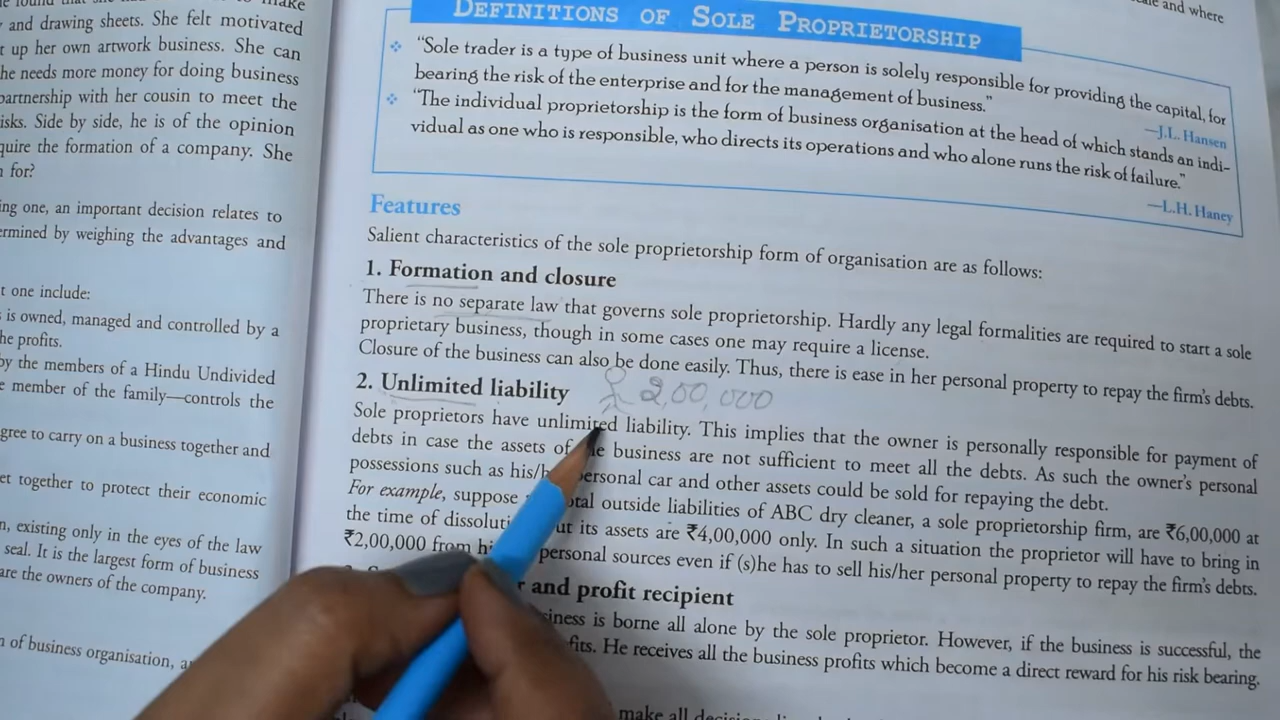 make
and drawing sheets. She felt motivated
up her own artwork business. She can
he needs more money for doing business
partnership with her cousin to meet the
isks. Side by side, he is of the opinion
quire the formation of a company. She
for?
ing one, an important decision relates to
ermined by weighing the advantages and
t one include:
is owned, managed and controlled by a
he profits.
by the members of a Hindu Undivided
e member of the family—controls the
gree to carry on a business together and
et together to protect their economic
n, existing only in the eyes of the law
seal. It is the largest form of business
are the owners of the company.
n of business organisation, a
and where
DEFINITIONS OF SOLE PROPRIETORSHIP
❖ “Sole trader is a type of business unit where a person is solely responsible for providing the capital, for
bearing the risk of the enterprise and for the management of business.”
—J.L. Hansen
❖ “The individual proprietorship is the form of business organisation at the head of which stands an indi-
vidual as one who is responsible, who directs its operations and who alone runs the risk of failure.”
—L.H. Haney
Features
Salient characteristics of the sole proprietorship form of organisation are as follows:
1. Formation and closure
There is no separate law that governs sole proprietorship. Hardly any legal formalities are required to start a sole
proprietary business, though in some cases one may require a license.
Closure of the business can also be done easily. Thus, there is ease in her personal property to repay the firm’s debts.
2. Unlimited liability 2,00,000
Sole proprietors have unlimited liability. This implies that the owner is personally responsible for payment of
debts in case the assets of business are not sufficient to meet all the debts. As such the owner’s personal
possessions such as his/h personal car and other assets could be sold for repaying the debt.
For example, suppose otal outside liabilities of ABC dry cleaner, a sole proprietorship firm, are ₹6,00,000 at
the time of dissoluti ut its assets are ₹4,00,000 only. In such a situation the proprietor will have to bring in
₹2,00,000 from hi personal sources even if (s)he has to sell his/her personal property to repay the firm’s debts.
r and profit recipient
siness is borne all alone by the sole proprietor. However, if the business is successful, the
fits. He receives all the business profits which become a direct reward for his risk bearing.
make all